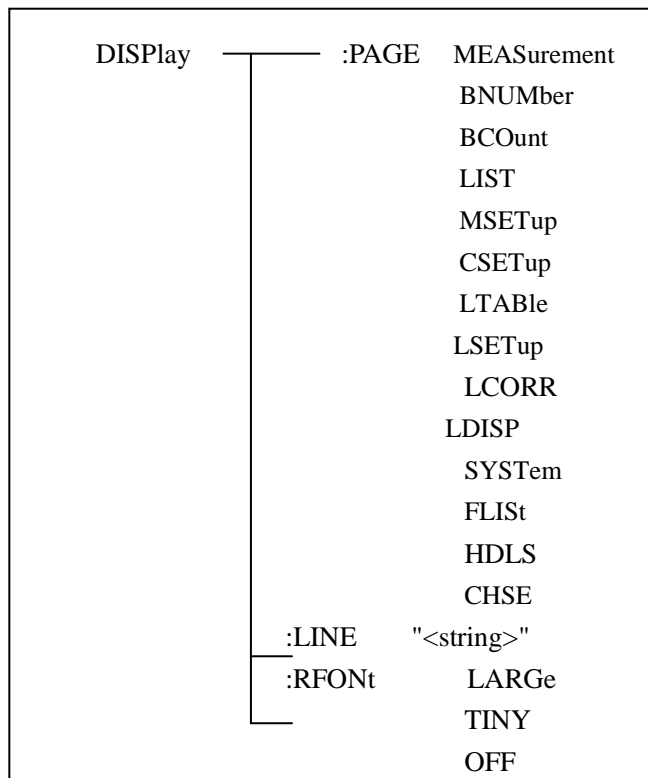 DISPlay :PAGE MEASurement
BNUMber
BCOunt
LIST
MSETup
CSETup
LTABle
LSETup
LCORR
LDISP
SYSTem
FLISt
HDLS
CHSE
:LINE "<string>"
:RFONt LARGe
TINY
OFF